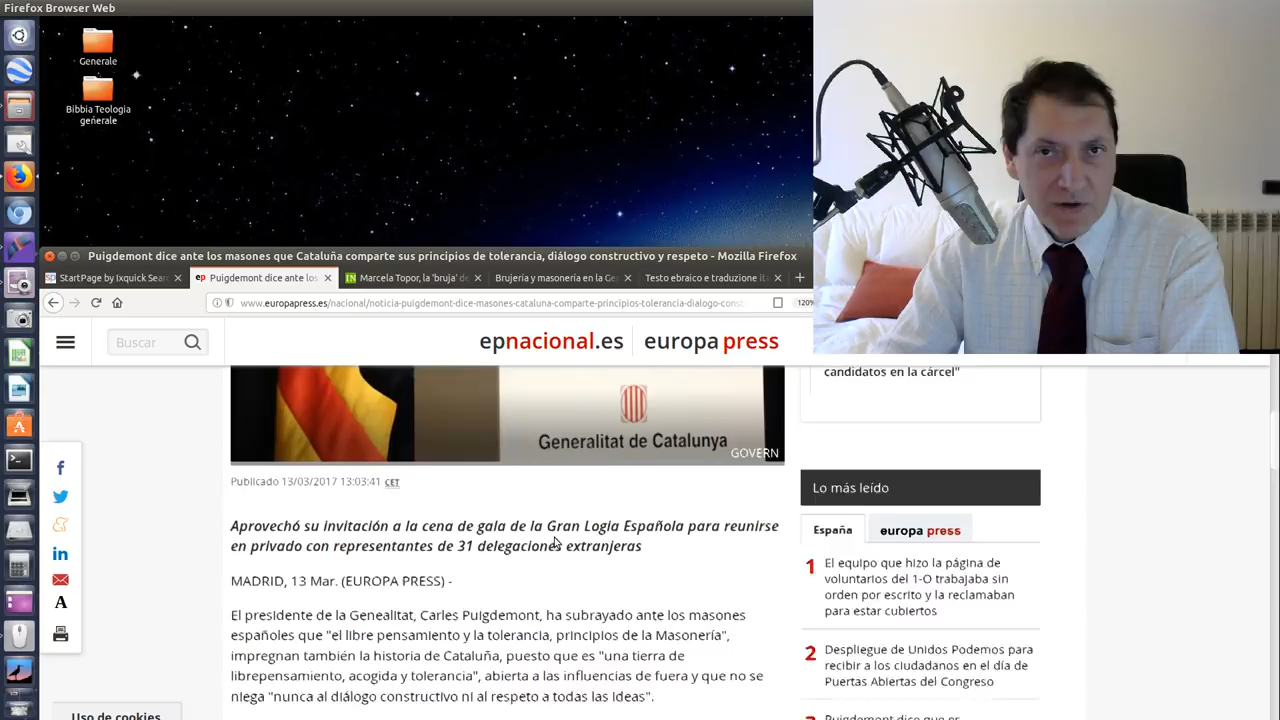 Firefox Browser Web
Generale
Bibbia Teologia
generale
Puigdemont dice ante los masones que Cataluña comparte sus principios de tolerancia, diálogo constructivo y respeto - Mozilla Firefox
StartPage by Ixquick Sear
ep Puigdemont dice ante los
IN Marcela Topor, la 'bruja' de
Brujería y masonería en la Ge
Testo ebraico e traduzione ita
www.europapress.es/nacional/noticia-puigdemont-dice-masones-cataluna-comparte-principios-tolerancia-dialogo-const
120%
Buscar
epnacional.es
europa press
candidatos en la cárcel"
Generalitat de Catalunya
GOVERN
Publicado 13/03/2017 13:03:41 CET
Aprovechó su invitación a la cena de gala de la Gran Logia Española para reunirse
en privado con representantes de 31 delegaciones extranjeras
MADRID, 13 Mar. (EUROPA PRESS) -
El presidente de la Genealitat, Carles Puigdemont, ha subrayado ante los masones
españoles que "el libre pensamiento y la tolerancia, principios de la Masonería",
impregnan también la historia de Cataluña, puesto que es "una tierra de
librepensamiento, acogida y tolerancia", abierta a las influencias de fuera y que no se
niega "nunca al diálogo constructivo ni al respeto a todas las Ideas".
Uso de cookies
Lo más leído
España
europa press
1 El equipo que hizo la página de
voluntarios del 1-O trabajaba sin
orden por escrito y la reclamaban
para estar cubiertos
2 Despliegue de Unidos Podemos para
recibir a los ciudadanos en el día de
Puertas Abiertas del Congreso
Puigdemont dice que es